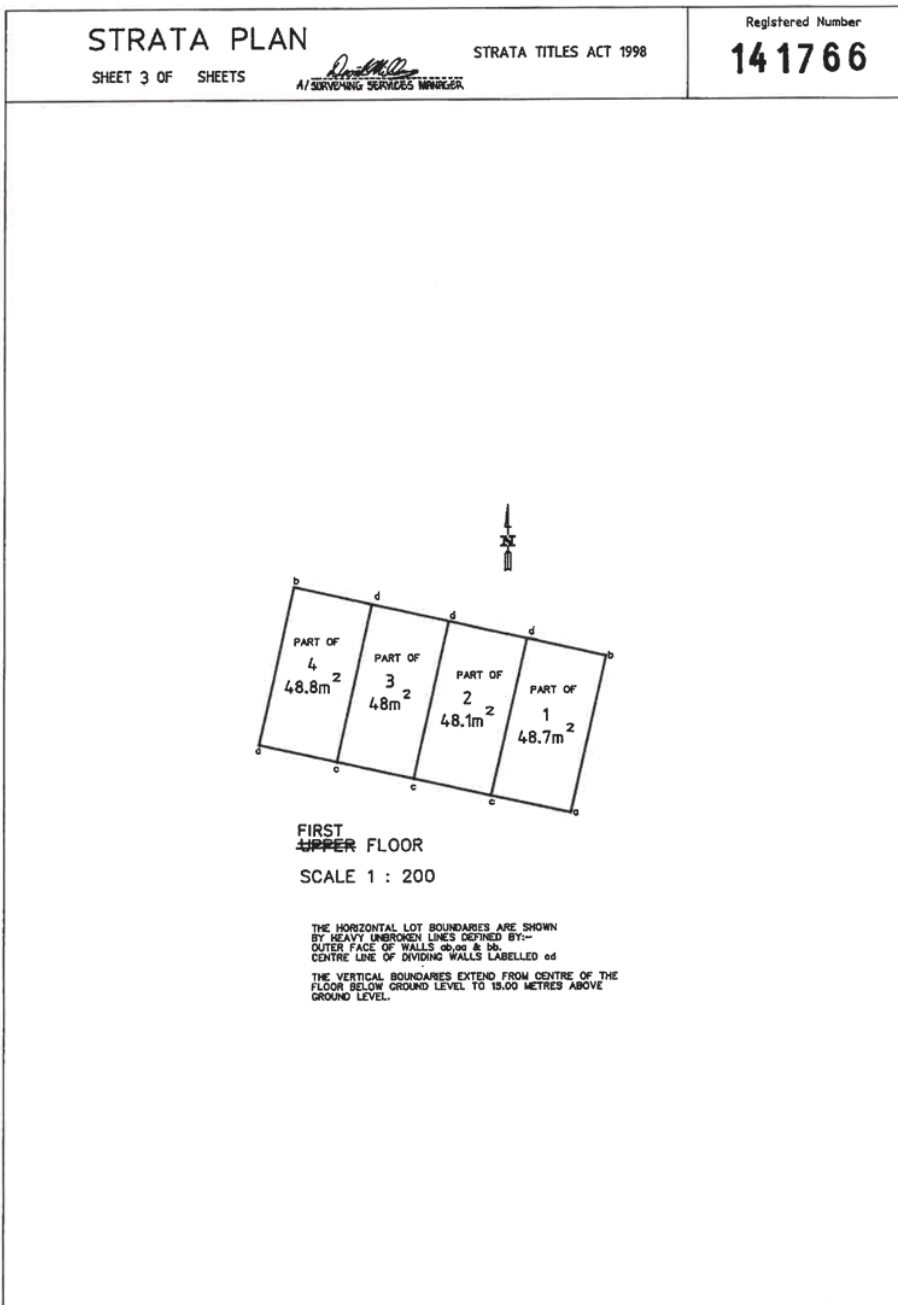 STRATA PLAN
SHEET 3 OF SHEETS
A/SURVEYING SERVICES MANAGER
STRATA TITLES ACT 1998
Registered Number
141766
N
b
d
d
d
b
PART OF
4
48.8m²
PART OF
3
48m²
PART OF
2
48.1m²
PART OF
1
48.7m²
a
c
c
c
a
FIRST
UPPER FLOOR
SCALE 1 : 200
THE HORIZONTAL LOT BOUNDARIES ARE SHOWN
BY HEAVY UNBROKEN LINES DEFINED BY:-
OUTER FACE OF WALLS ab,aa & bb.
CENTRE LINE OF DIVIDING WALLS LABELLED cd
THE VERTICAL BOUNDARIES EXTEND FROM CENTRE OF THE
FLOOR BELOW GROUND LEVEL TO 15.00 METRES ABOVE
GROUND LEVEL.